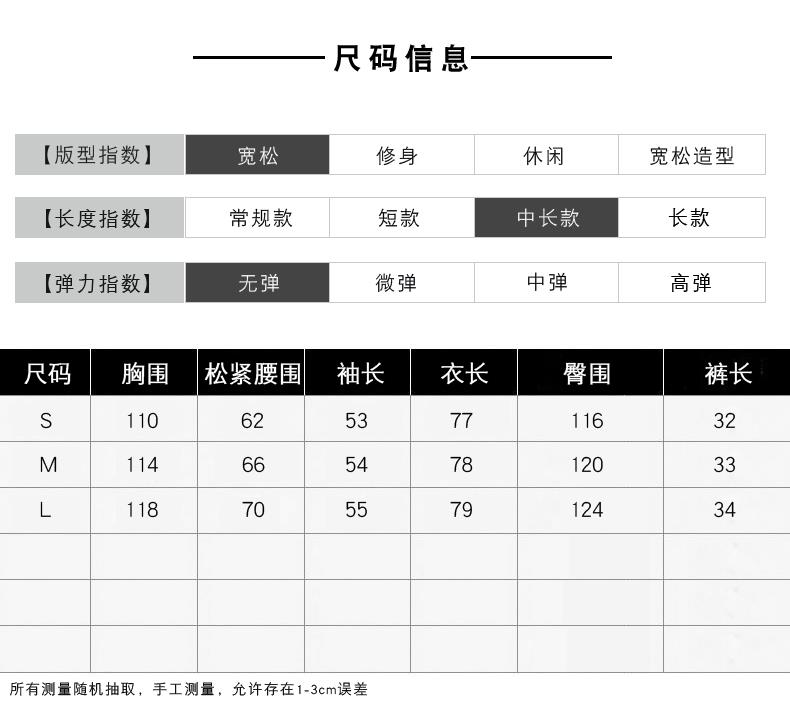 尺码信息
【版型指数】 宽松 修身 休闲 宽松造型
【长度指数】 常规款 短款 中长款 长款
【弹力指数】 无弹 微弹 中弹 高弹
尺码 胸围 松紧腰围 袖长 衣长 臀围 裤长
S 110 62 53 77 116 32
M 114 66 54 78 120 33
L 118 70 55 79 124 34
所有测量随机抽取，手工测量，允许存在1-3cm误差